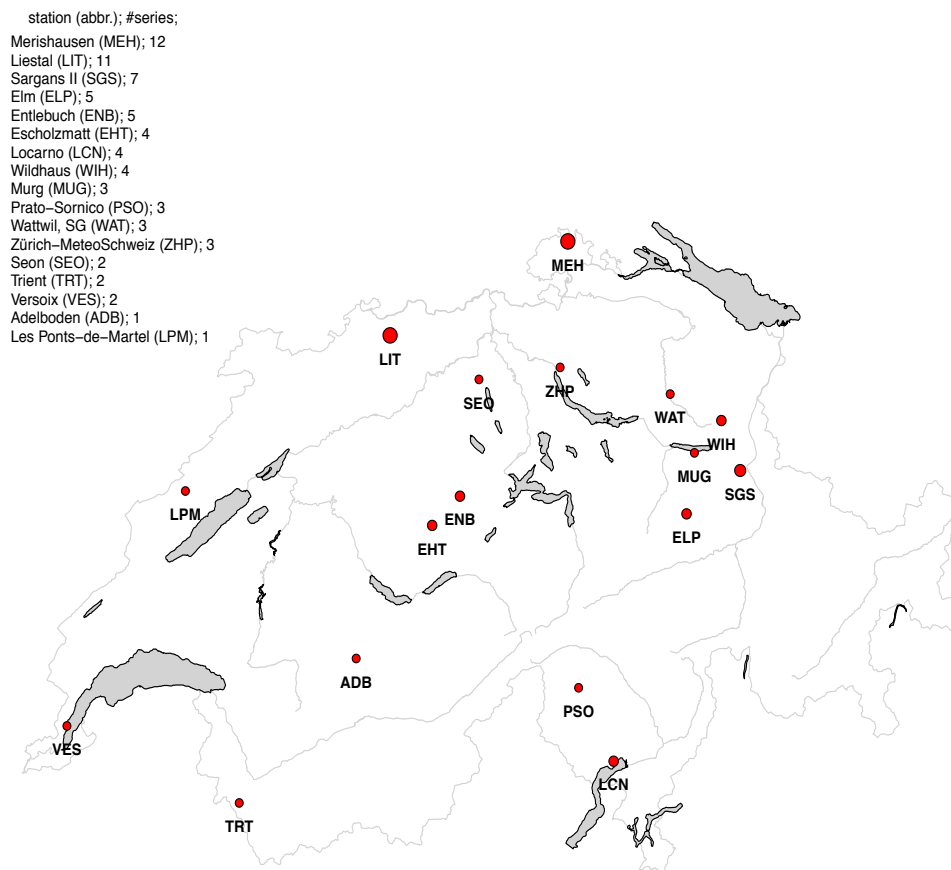 station (abbr.); #series;
Merishausen (MEH); 12
Liestal (LIT); 11
Sargans II (SGS); 7
Elm (ELP); 5
Entlebuch (ENB); 5
Escholzmatt (EHT); 4
Locarno (LCN); 4
Wildhaus (WIH); 4
Murg (MUG); 3
Prato−Sornico (PSO); 3
Wattwil, SG (WAT); 3
Zürich−MeteoSchweiz (ZHP); 3
Seon (SEO); 2
Trient (TRT); 2
Versoix (VES); 2
Adelboden (ADB); 1
Les Ponts−de−Martel (LPM); 1
MEH
LIT
ZHP
SEO
WAT
WIH
MUG
SGS
LPM
ENB
ELP
EHT
ADB
PSO
VES
LCN
TRT